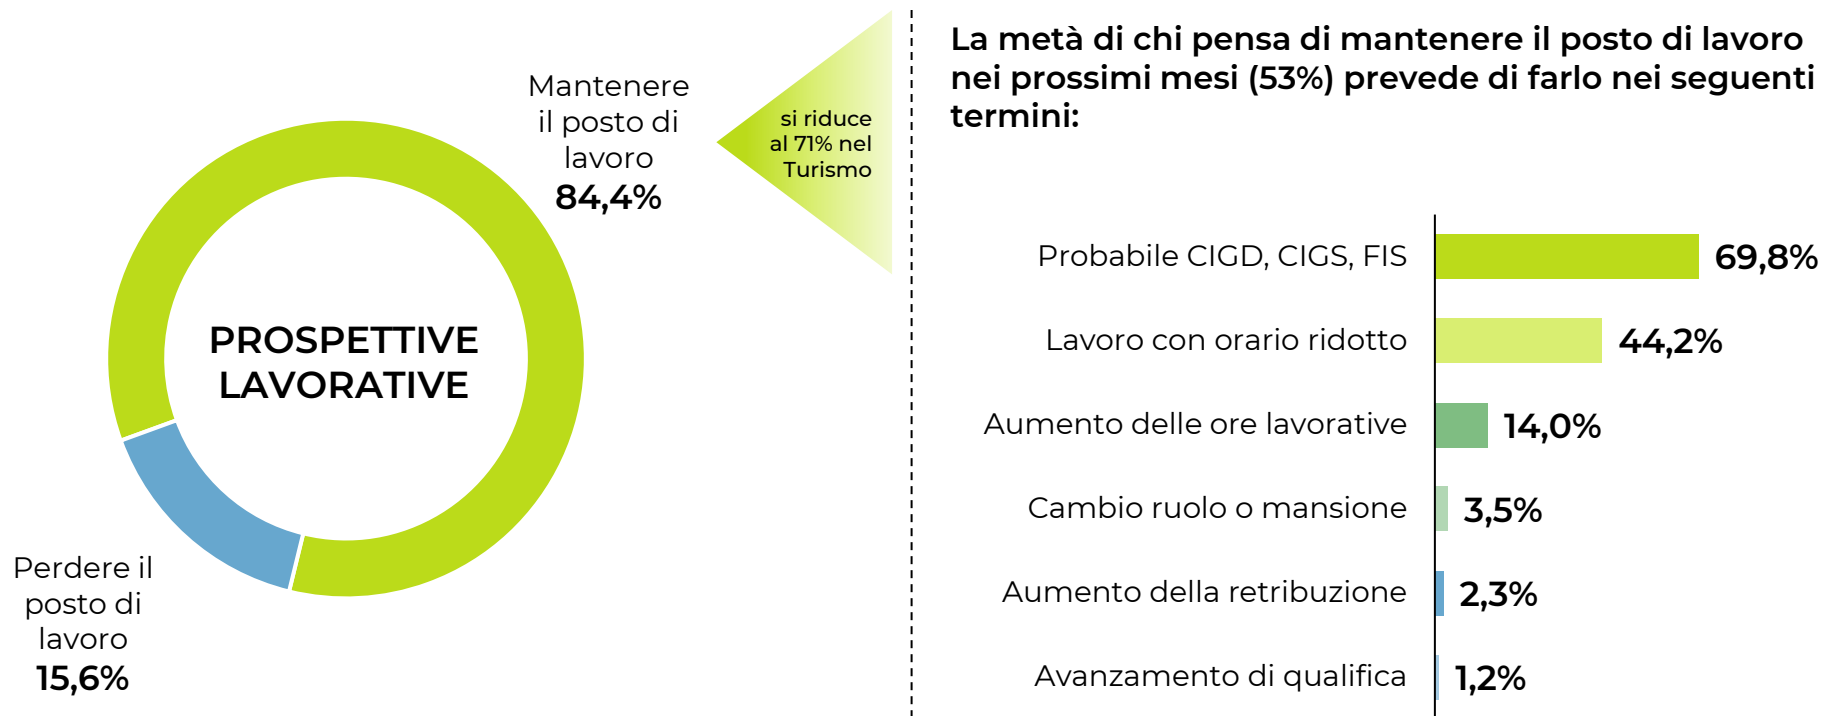 Mantenere
il posto di
lavoro
84,4%
si riduce
al 71% nel
Turismo
PROSPETTIVE
LAVORATIVE
Perdere il
posto di
lavoro
15,6%
La metà di chi pensa di mantenere il posto di lavoro
nei prossimi mesi (53%) prevede di farlo nei seguenti
termini:
Probabile CIGD, CIGS, FIS 69,8%
Lavoro con orario ridotto 44,2%
Aumento delle ore lavorative 14,0%
Cambio ruolo o mansione 3,5%
Aumento della retribuzione 2,3%
Avanzamento di qualifica 1,2%